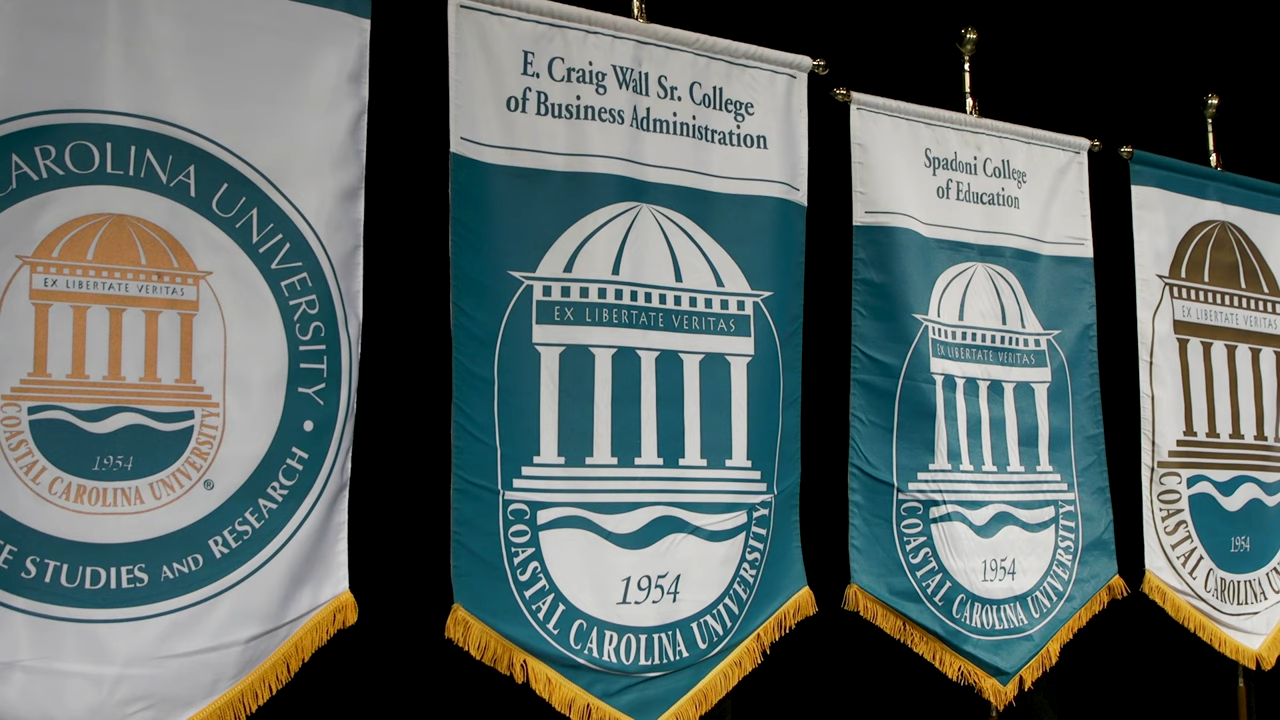 CAROLINA UNIVERSITY •
STUDIES AND RESEARCH
EX LIBERTATE VERITAS
1954
COASTAL CAROLINA UNIVERSITY
®
E. Craig Wall Sr. College
of Business Administration
EX LIBERTATE VERITAS
1954
COASTAL CAROLINA UNIVERSITY
Spadoni College
of Education
EX LIBERTATE VERITAS
1954
COASTAL CAROLINA UNIVERSITY
EX LIBERTATE VERITAS
1954
COASTAL CAROLINA